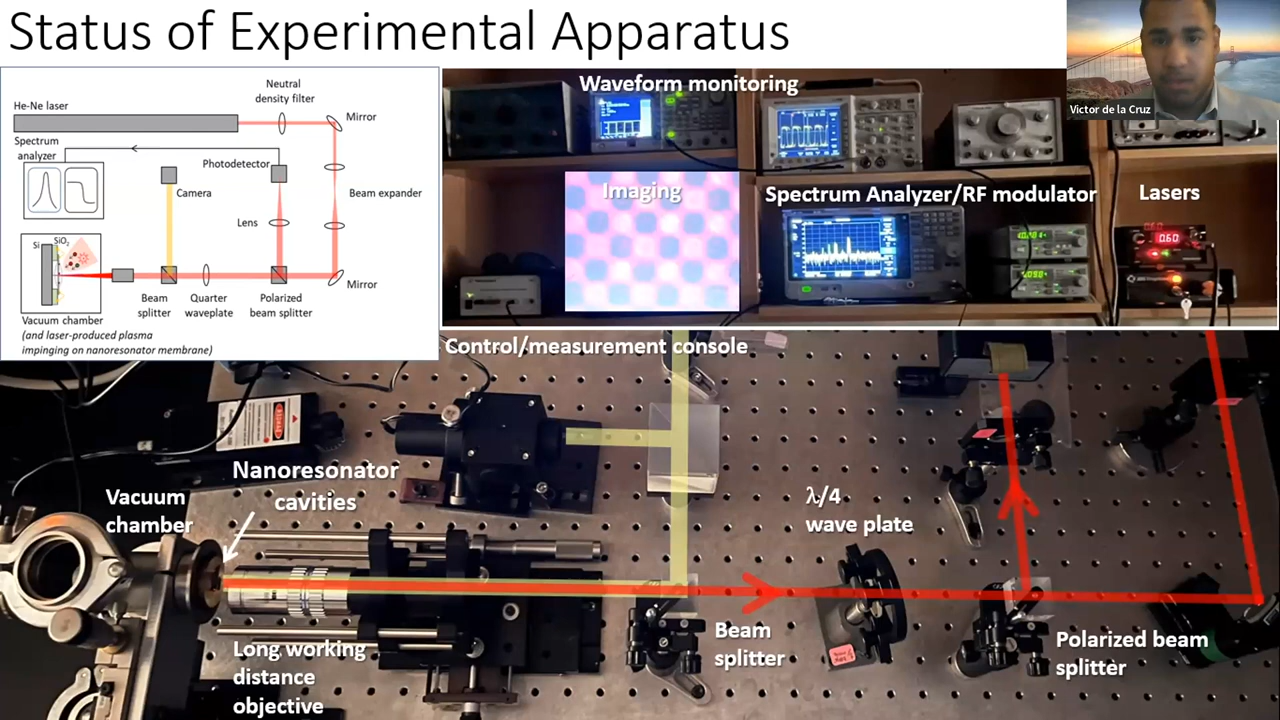 Status of Experimental Apparatus
Victor de la Cruz
He-Ne laser
Neutral
density filter
Mirror
Spectrum
analyzer
Photodetector
Camera
Beam expander
Lens
Si
SiO2
Beam
splitter
Quarter
waveplate
Polarized
beam splitter
Mirror
Vacuum chamber
(and laser-produced plasma
impinging on nanoresonator membrane)
Waveform monitoring
Imaging
Spectrum Analyzer/RF modulator
Lasers
0.60
Control/measurement console
DANGER
Nanoresonator
cavities
Vacuum
chamber
λ/4
wave plate
Long working
distance
objective
Beam
splitter
Polarized beam
splitter